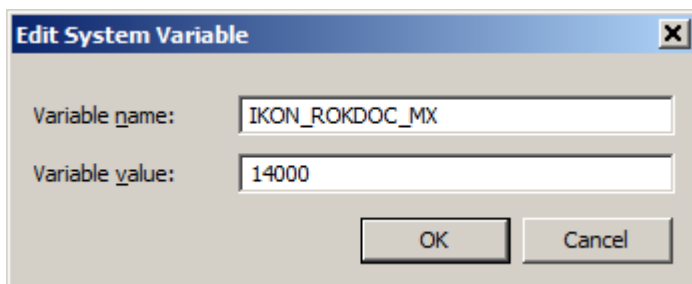 Edit System Variable
Variable name: IKON_ROKDOC_MX
Variable value: 14000
OK Cancel